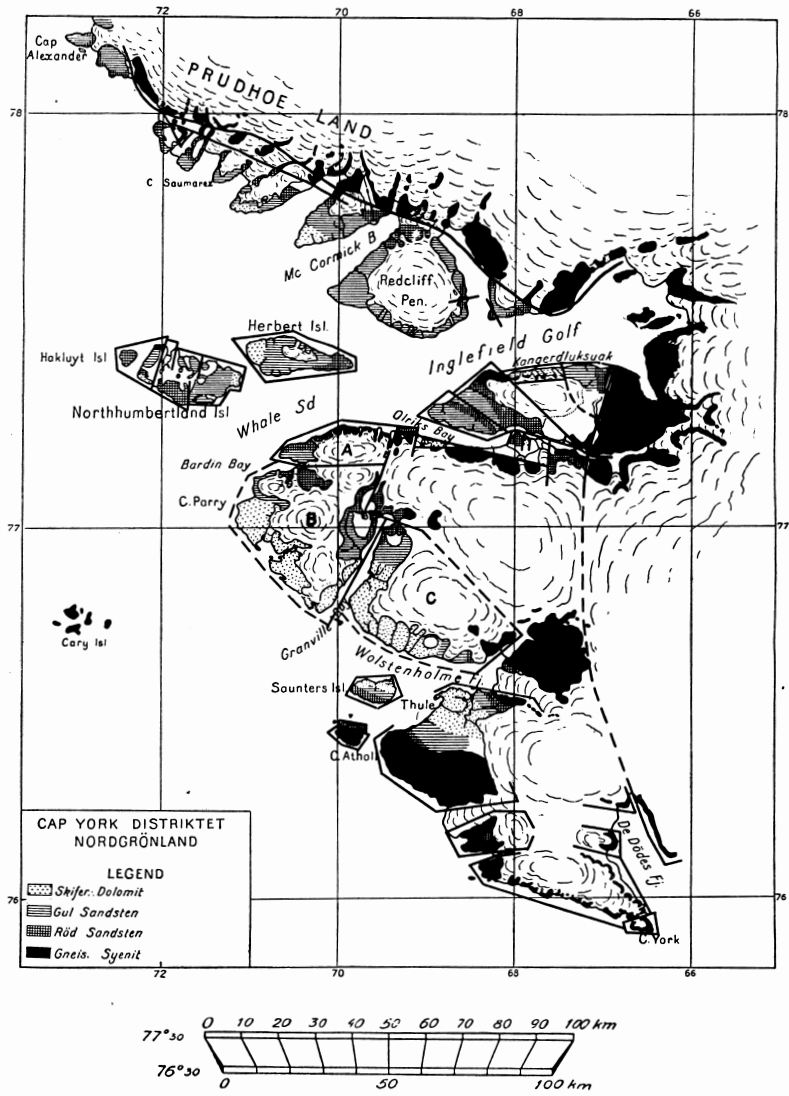 72 70 68 66
Cap
Alexander
PRUDHOE LAND
78 78
C Saumarez
Mc Cormick B
Redcliff
Pen.
Herbert Isl.
Inglefield Golf
Hakluyt Isl
Kangerdluksuak
Northhumbertland Isl
Whale Sd
Olriks Bay
A
Bardin Bay
C. Parry
B
77 77
C
Granville Bay
Cary Isl
Wolstenholme Fj.
Saunters Isl.
Thule
C. Athol
De Dödes Fj.
CAP YORK DISTRIKTET
NORDGRÖNLAND
LEGEND
Skifer. Dolomit
Gul Sandsten
Röd Sandsten
Gneis. Syenit
76 76
C. York
72 70 68 66
0 10 20 30 40 50 60 70 80 90 100 km
77°30
76°30
0 50 100 km